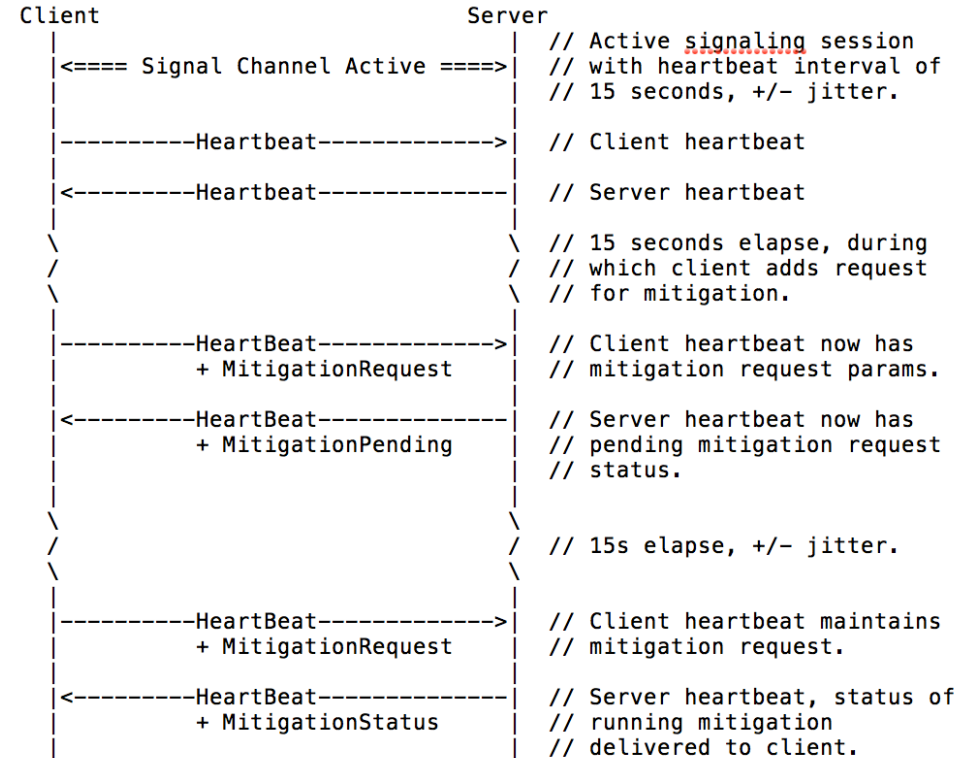 Client                           Server
  |                                  |  // Active signaling session
  |<==== Signal Channel Active ====>|  // with heartbeat interval of
  |                                  |  // 15 seconds, +/- jitter.
  |                                  |
  |----------Heartbeat------------->|  // Client heartbeat
  |                                  |
  |<---------Heartbeat--------------|  // Server heartbeat
  |                                  |
  \                                  \  // 15 seconds elapse, during
  /                                  /  // which client adds request
  \                                  \  // for mitigation.
  |                                  |
  |----------HeartBeat------------->|  // Client heartbeat now has
  |          + MitigationRequest     |  // mitigation request params.
  |                                  |
  |<---------HeartBeat--------------|  // Server heartbeat now has
  |          + MitigationPending     |  // pending mitigation request
  |                                  |  // status.
  |                                  |
  \                                  \
  /                                  /  // 15s elapse, +/- jitter.
  \                                  \
  |                                  |
  |----------HeartBeat------------->|  // Client heartbeat maintains
  |          + MitigationRequest     |  // mitigation request.
  |                                  |
  |<---------HeartBeat--------------|  // Server heartbeat, status of
  |          + MitigationStatus      |  // running mitigation
  |                                  |  // delivered to client.